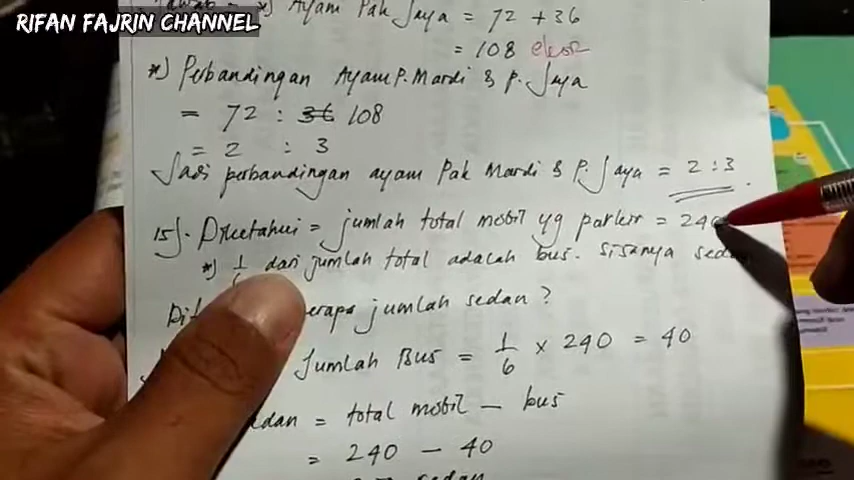 RIFAN FAJRIN CHANNEL
*) Ayam Pak Jaya = 72 + 36
= 108 ekor
*) Perbandingan Ayam P. Mardi & P. Jaya
= 72 : 36 108
= 2 : 3
Jadi perbandingan ayam Pak Mardi & P. Jaya = 2 : 3.
15). Diketahui = jumlah total mobil yg parkir = 240
*) 1/6 dari jumlah total adalah bus. Sisanya sedan
jumlah sedan ?
Jumlah Bus = 1/6 x 240 = 40
= total mobil - bus
= 240 - 40
sedan